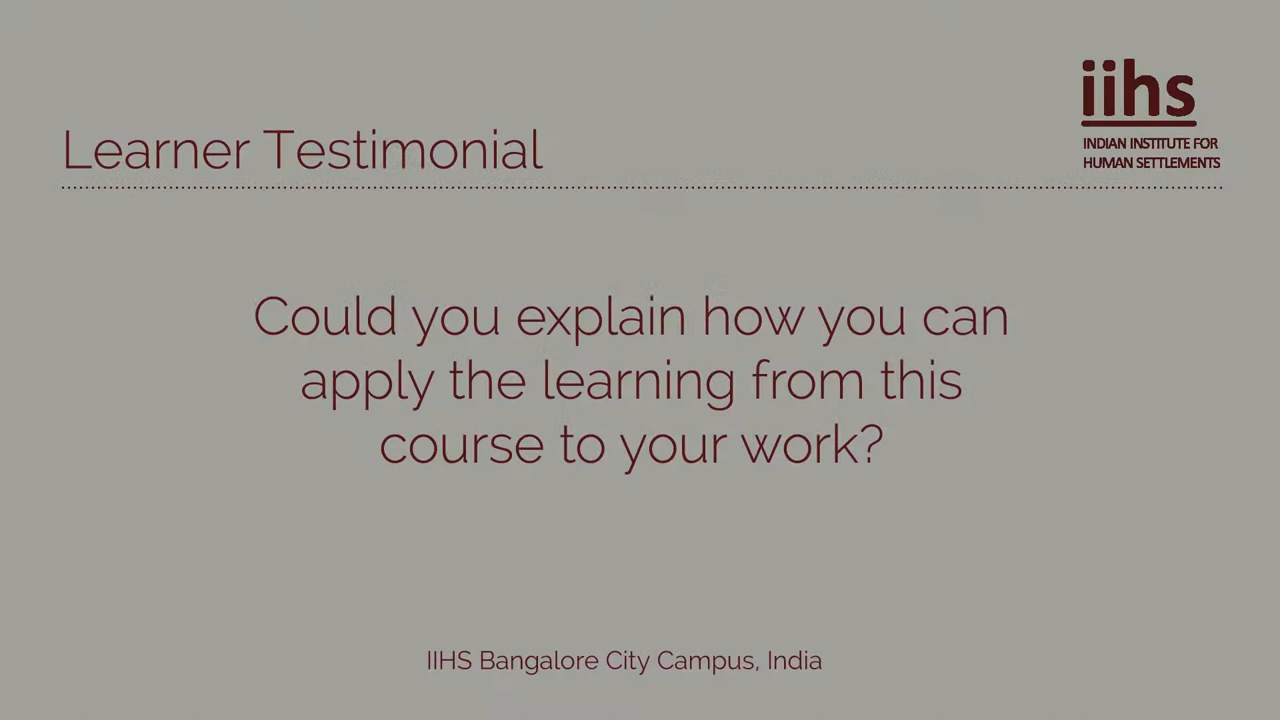 iihs
INDIAN INSTITUTE FOR
HUMAN SETTLEMENTS
Learner Testimonial
Could you explain how you can
apply the learning from this
course to your work?
IIHS Bangalore City Campus, India